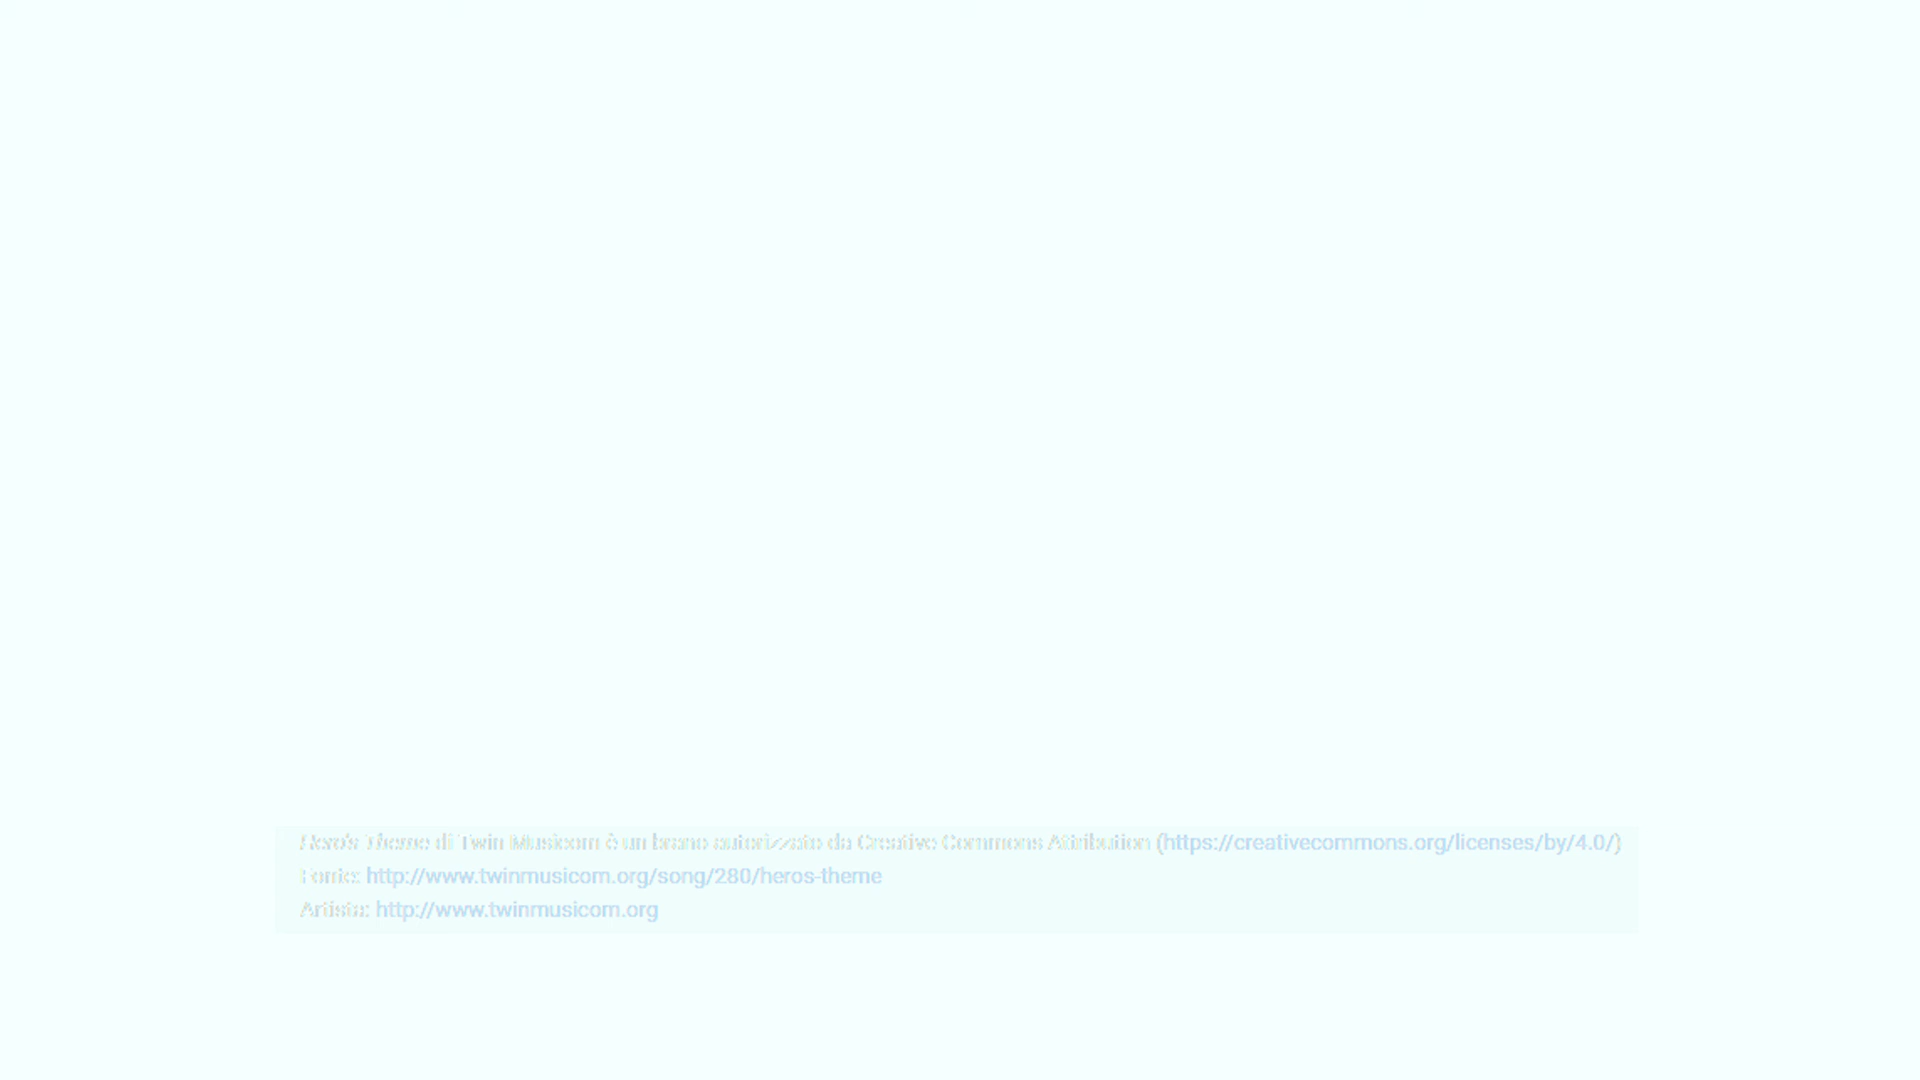 Hero's Theme di Twin Musicom è un brano autorizzato da Creative Commons Attribution (https://creativecommons.org/licenses/by/4.0/)
Fonte: http://www.twinmusicom.org/song/280/heros-theme
Artista: http://www.twinmusicom.org